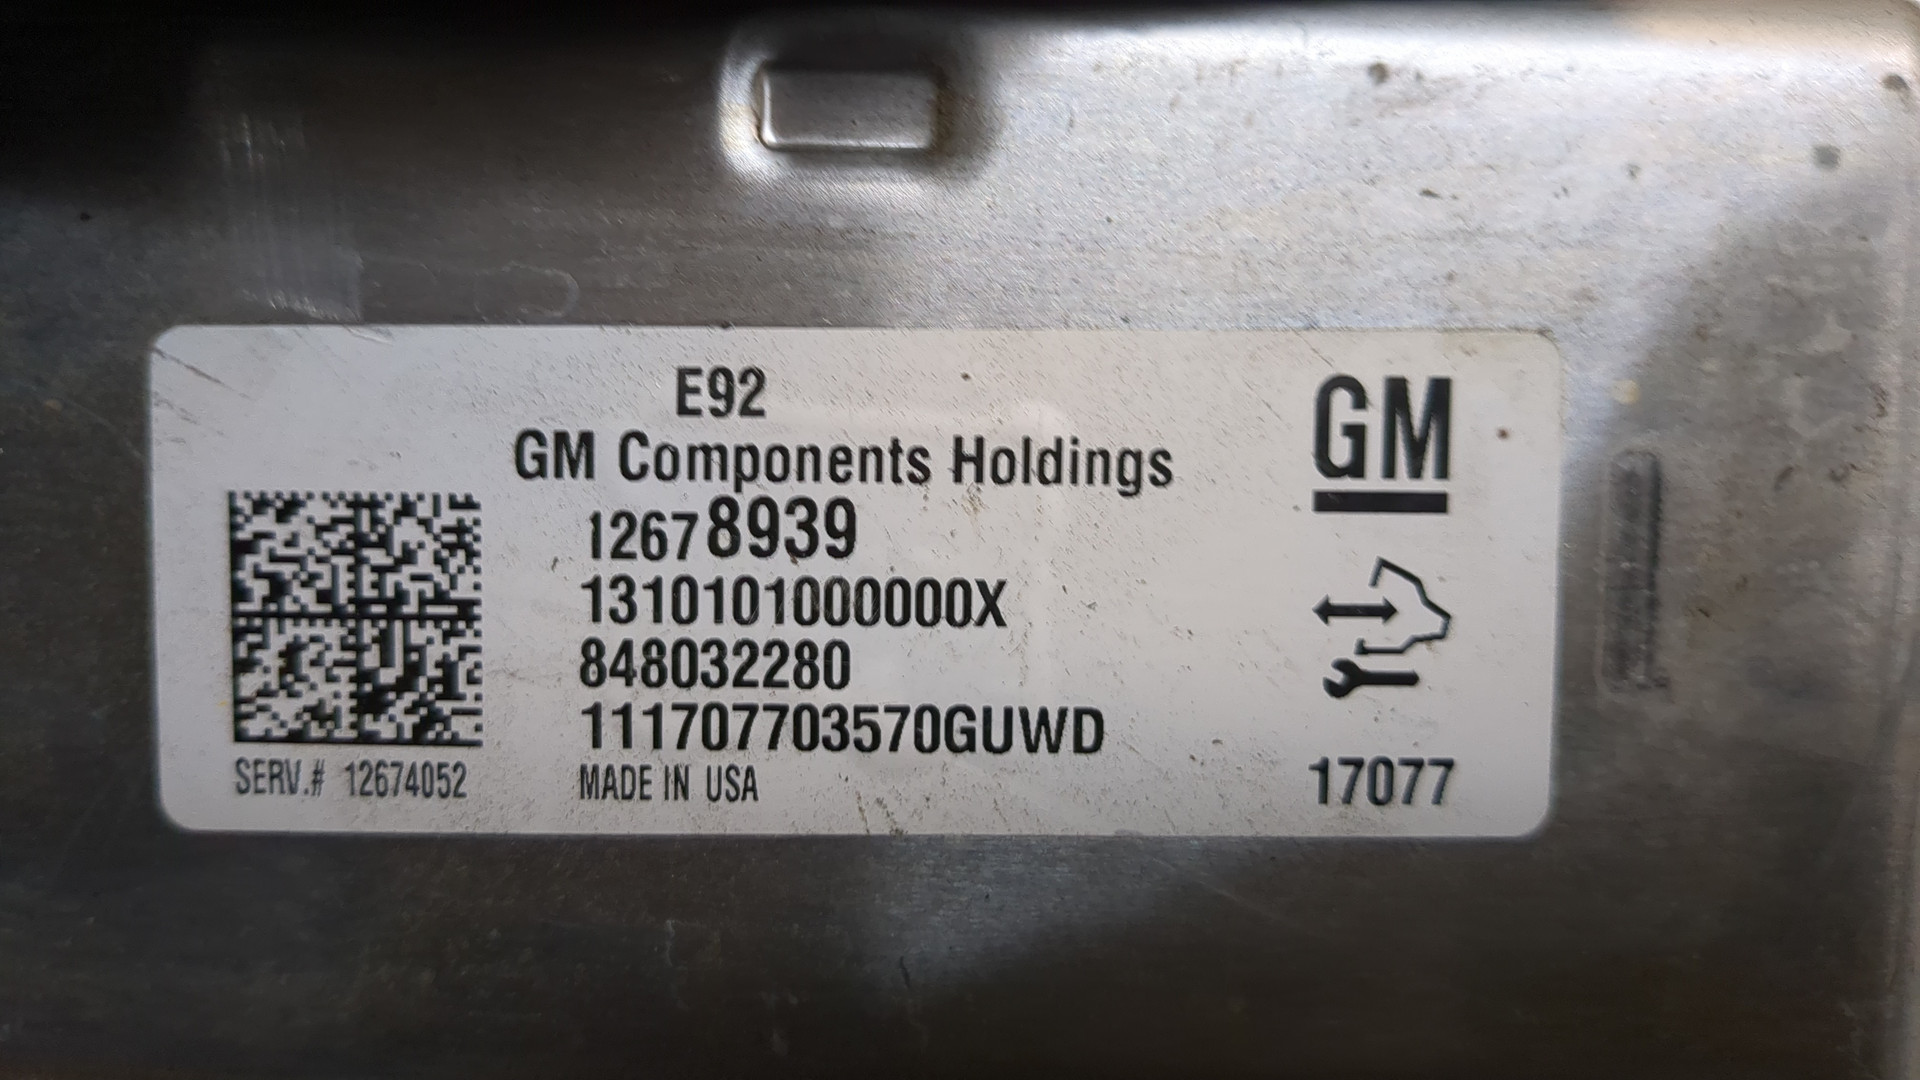 E92
GM Components Holdings
GM
12678939
1310101000000X
848032280
111707703570GUWD
SERV.# 12674052
MADE IN USA
17077